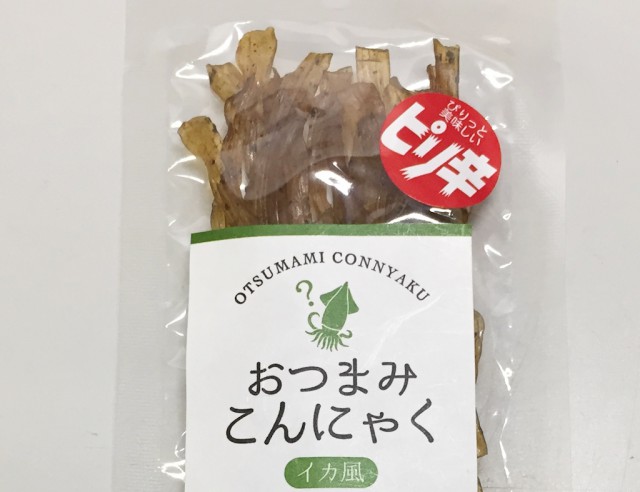 ぴりっと
美味しい
ピリ辛
OTSUMAMI CONNYAKU
?
おつまみ
こんにゃく
イカ風